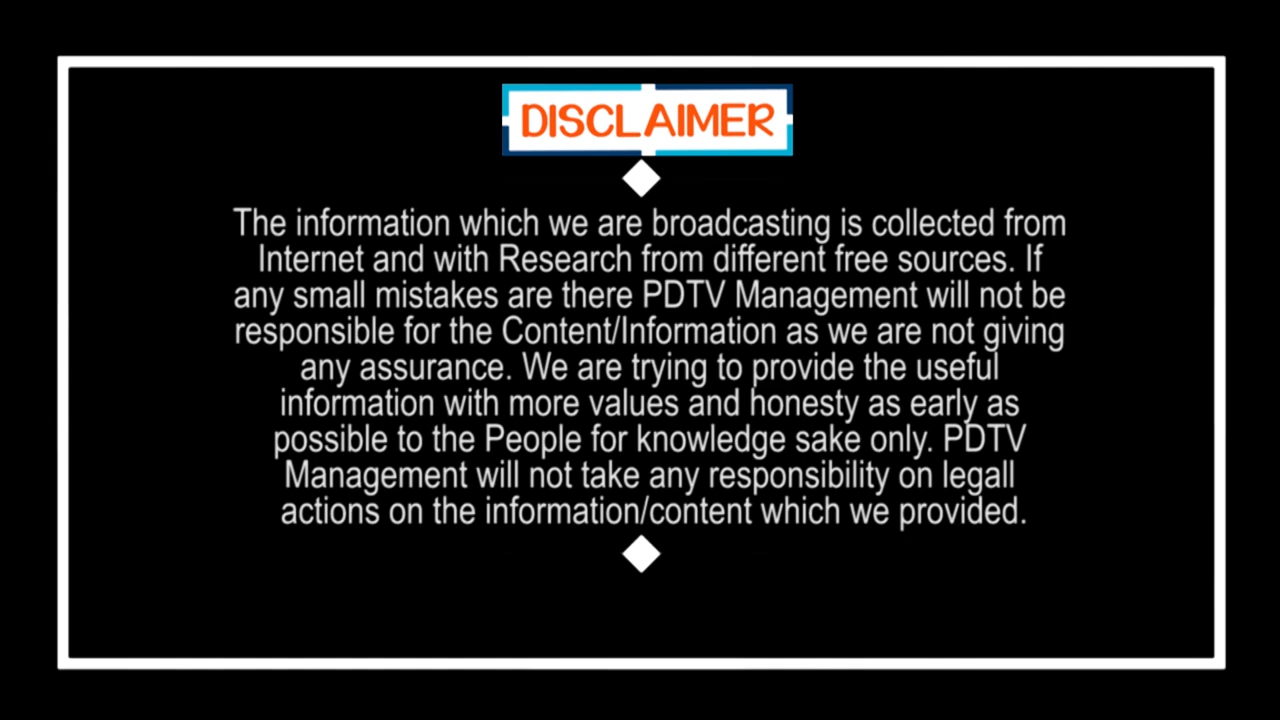 DISCLAIMER
The information which we are broadcasting is collected from
Internet and with Research from different free sources. If
any small mistakes are there PDTV Management will not be
responsible for the Content/Information as we are not giving
any assurance. We are trying to provide the useful
information with more values and honesty as early as
possible to the People for knowledge sake only. PDTV
Management will not take any responsibility on legall
actions on the information/content which we provided.